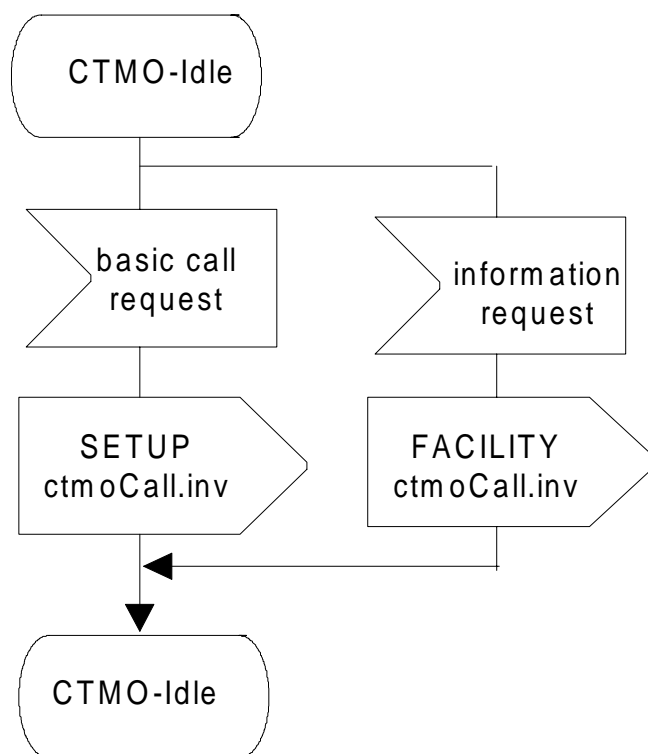 CTMO-Idle
basic call
request
information
request
SETUP
ctmoCall.inv
FACILITY
ctmoCall.inv
CTMO-Idle